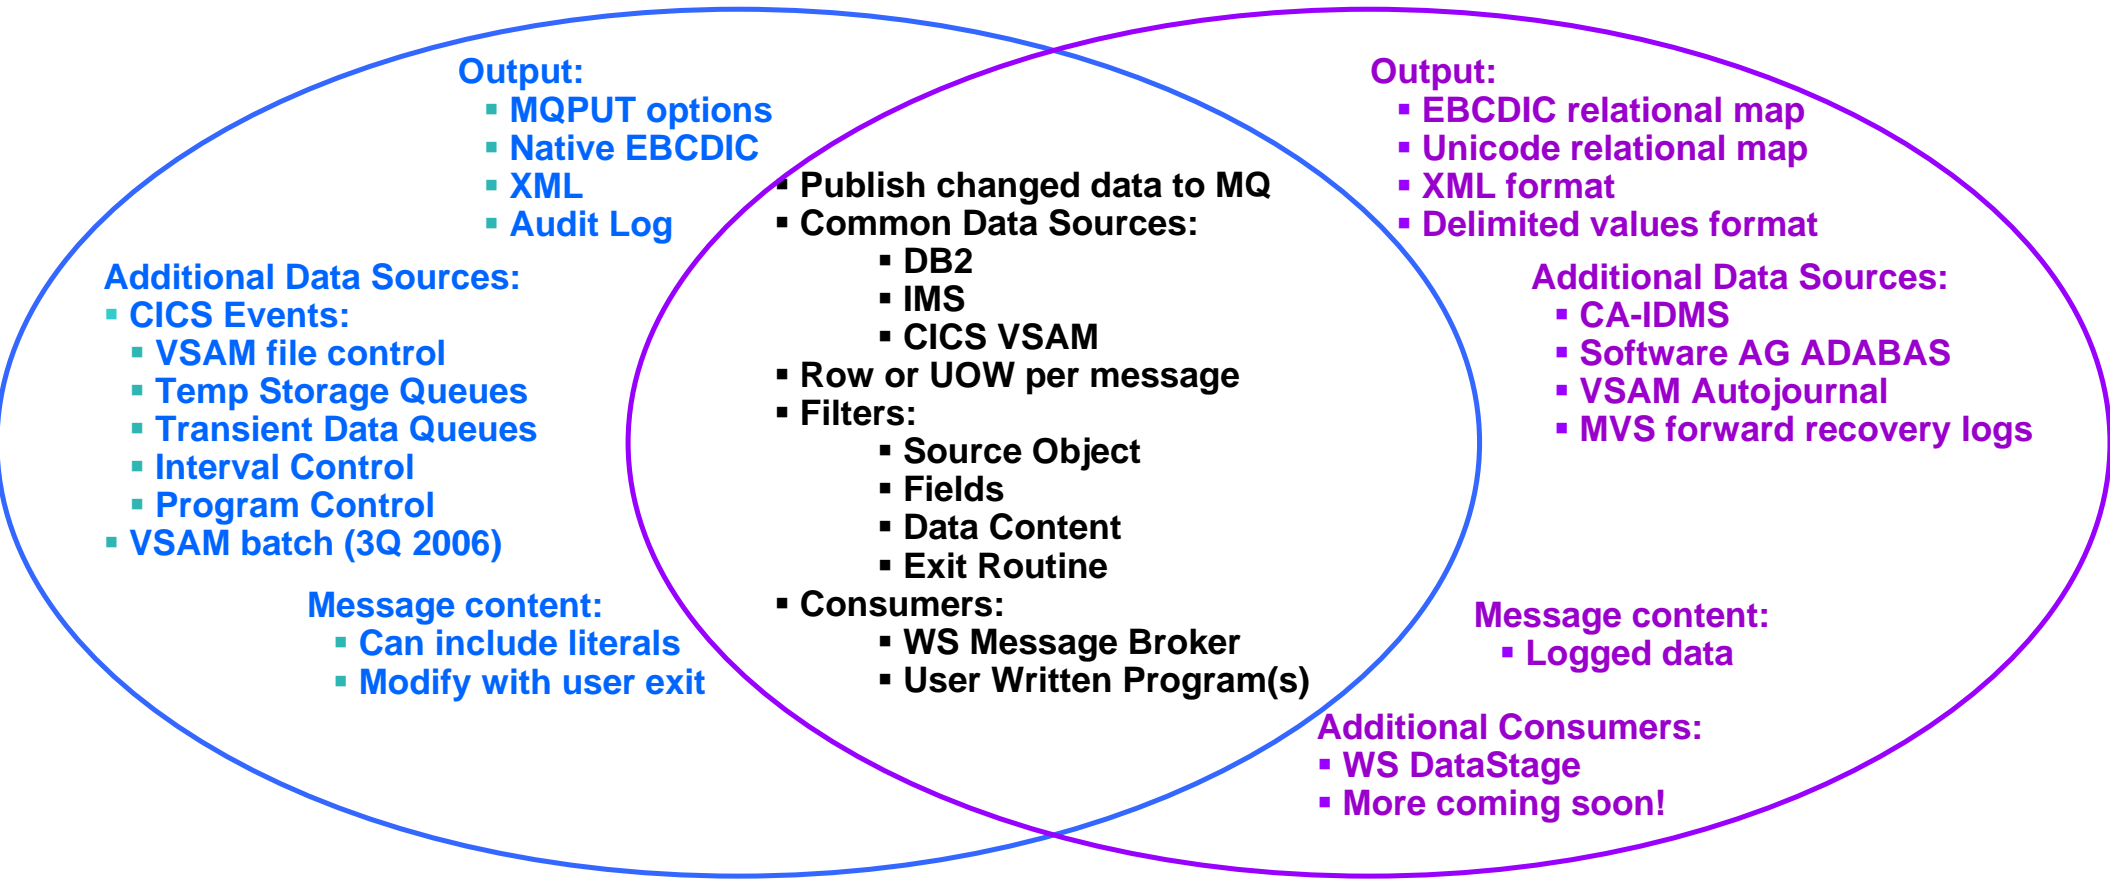 Output:
▪ MQPUT options
▪ Native EBCDIC
▪ XML
▪ Audit Log
Additional Data Sources:
▪ CICS Events:
▪ VSAM file control
▪ Temp Storage Queues
▪ Transient Data Queues
▪ Interval Control
▪ Program Control
▪ VSAM batch (3Q 2006)
Message content:
▪ Can include literals
▪ Modify with user exit
▪ Publish changed data to MQ
▪ Common Data Sources:
▪ DB2
▪ IMS
▪ CICS VSAM
▪ Row or UOW per message
▪ Filters:
▪ Source Object
▪ Fields
▪ Data Content
▪ Exit Routine
▪ Consumers:
▪ WS Message Broker
▪ User Written Program(s)
Output:
▪ EBCDIC relational map
▪ Unicode relational map
▪ XML format
▪ Delimited values format
Additional Data Sources:
▪ CA-IDMS
▪ Software AG ADABAS
▪ VSAM Autojournal
▪ MVS forward recovery logs
Message content:
▪ Logged data
Additional Consumers:
▪ WS DataStage
▪ More coming soon!